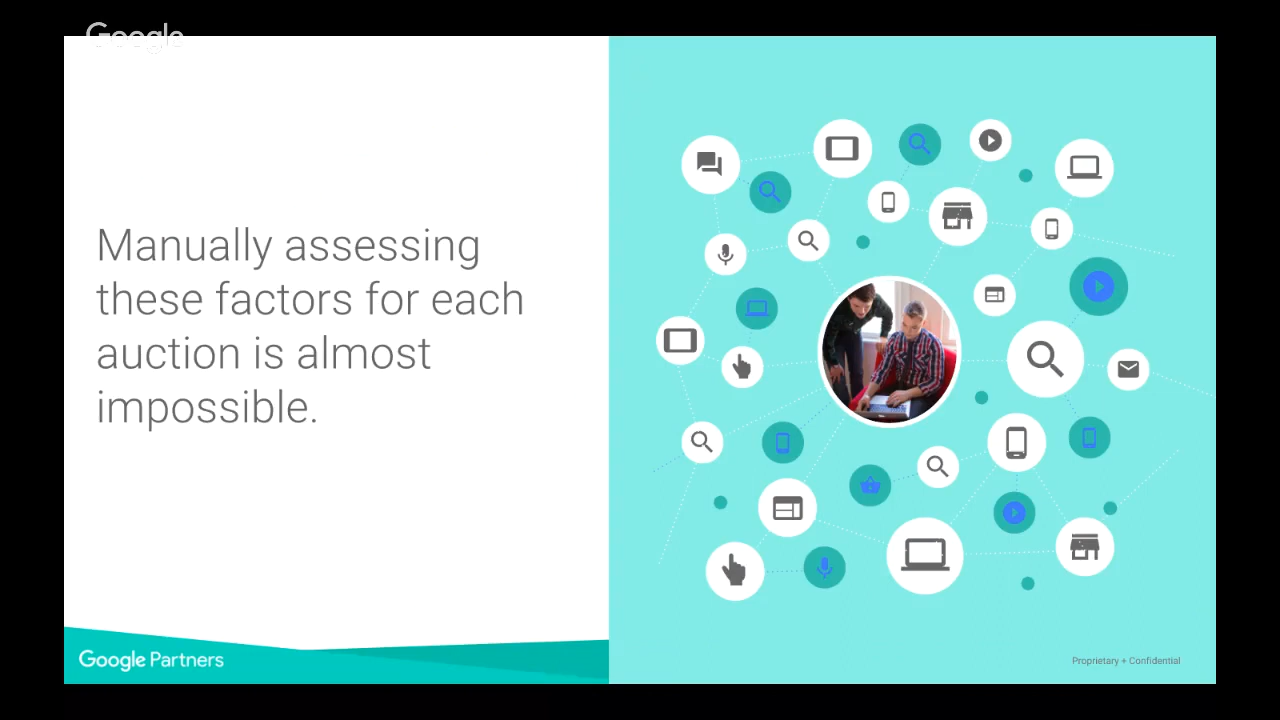 Google
Manually assessing
these factors for each
auction is almost
impossible.
Google Partners
Proprietary + Confidential